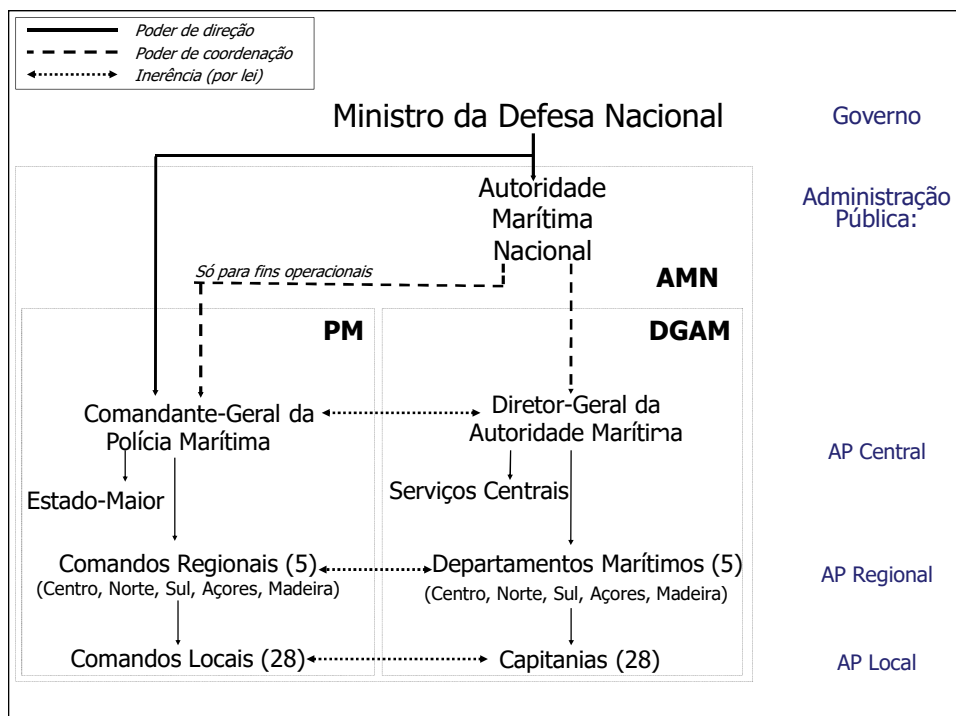 Poder de direção
Poder de coordenação
Inerência (por lei)
Ministro da Defesa Nacional
Governo
Autoridade
Marítima
Nacional
Administração
Pública:
Só para fins operacionais
AMN
PM
DGAM
Comandante-Geral da
Polícia Marítima
Diretor-Geral da
Autoridade Marítima
AP Central
Estado-Maior
Serviços Centrais
Comandos Regionais (5)
(Centro, Norte, Sul, Açores, Madeira)
Departamentos Marítimos (5)
(Centro, Norte, Sul, Açores, Madeira)
AP Regional
Comandos Locais (28)
Capitanias (28)
AP Local